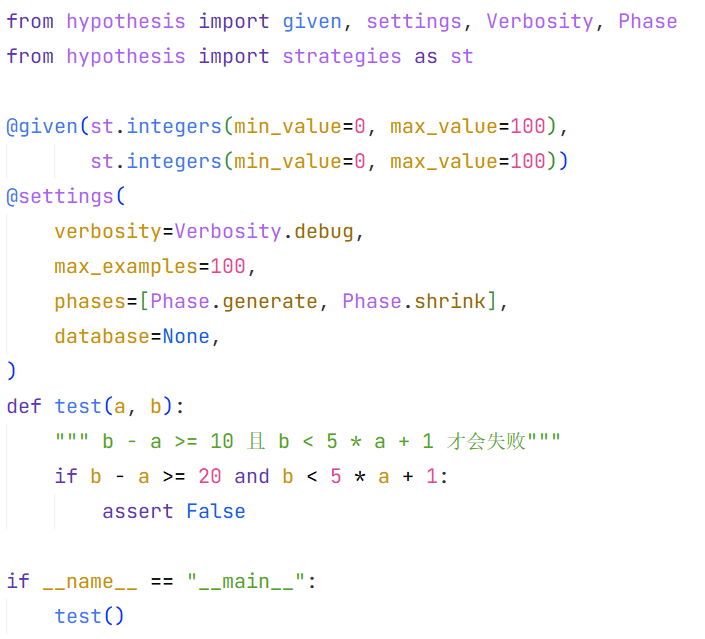 from hypothesis import given, settings, Verbosity, Phase
from hypothesis import strategies as st
@given(st.integers(min_value=0, max_value=100),
       st.integers(min_value=0, max_value=100))
@settings(
    verbosity=Verbosity.debug,
    max_examples=100,
    phases=[Phase.generate, Phase.shrink],
    database=None,
)
def test(a, b):
    """ b - a >= 10 且 b < 5 * a + 1 才会失败"""
    if b - a >= 20 and b < 5 * a + 1:
        assert False
if __name__ == "__main__":
    test()